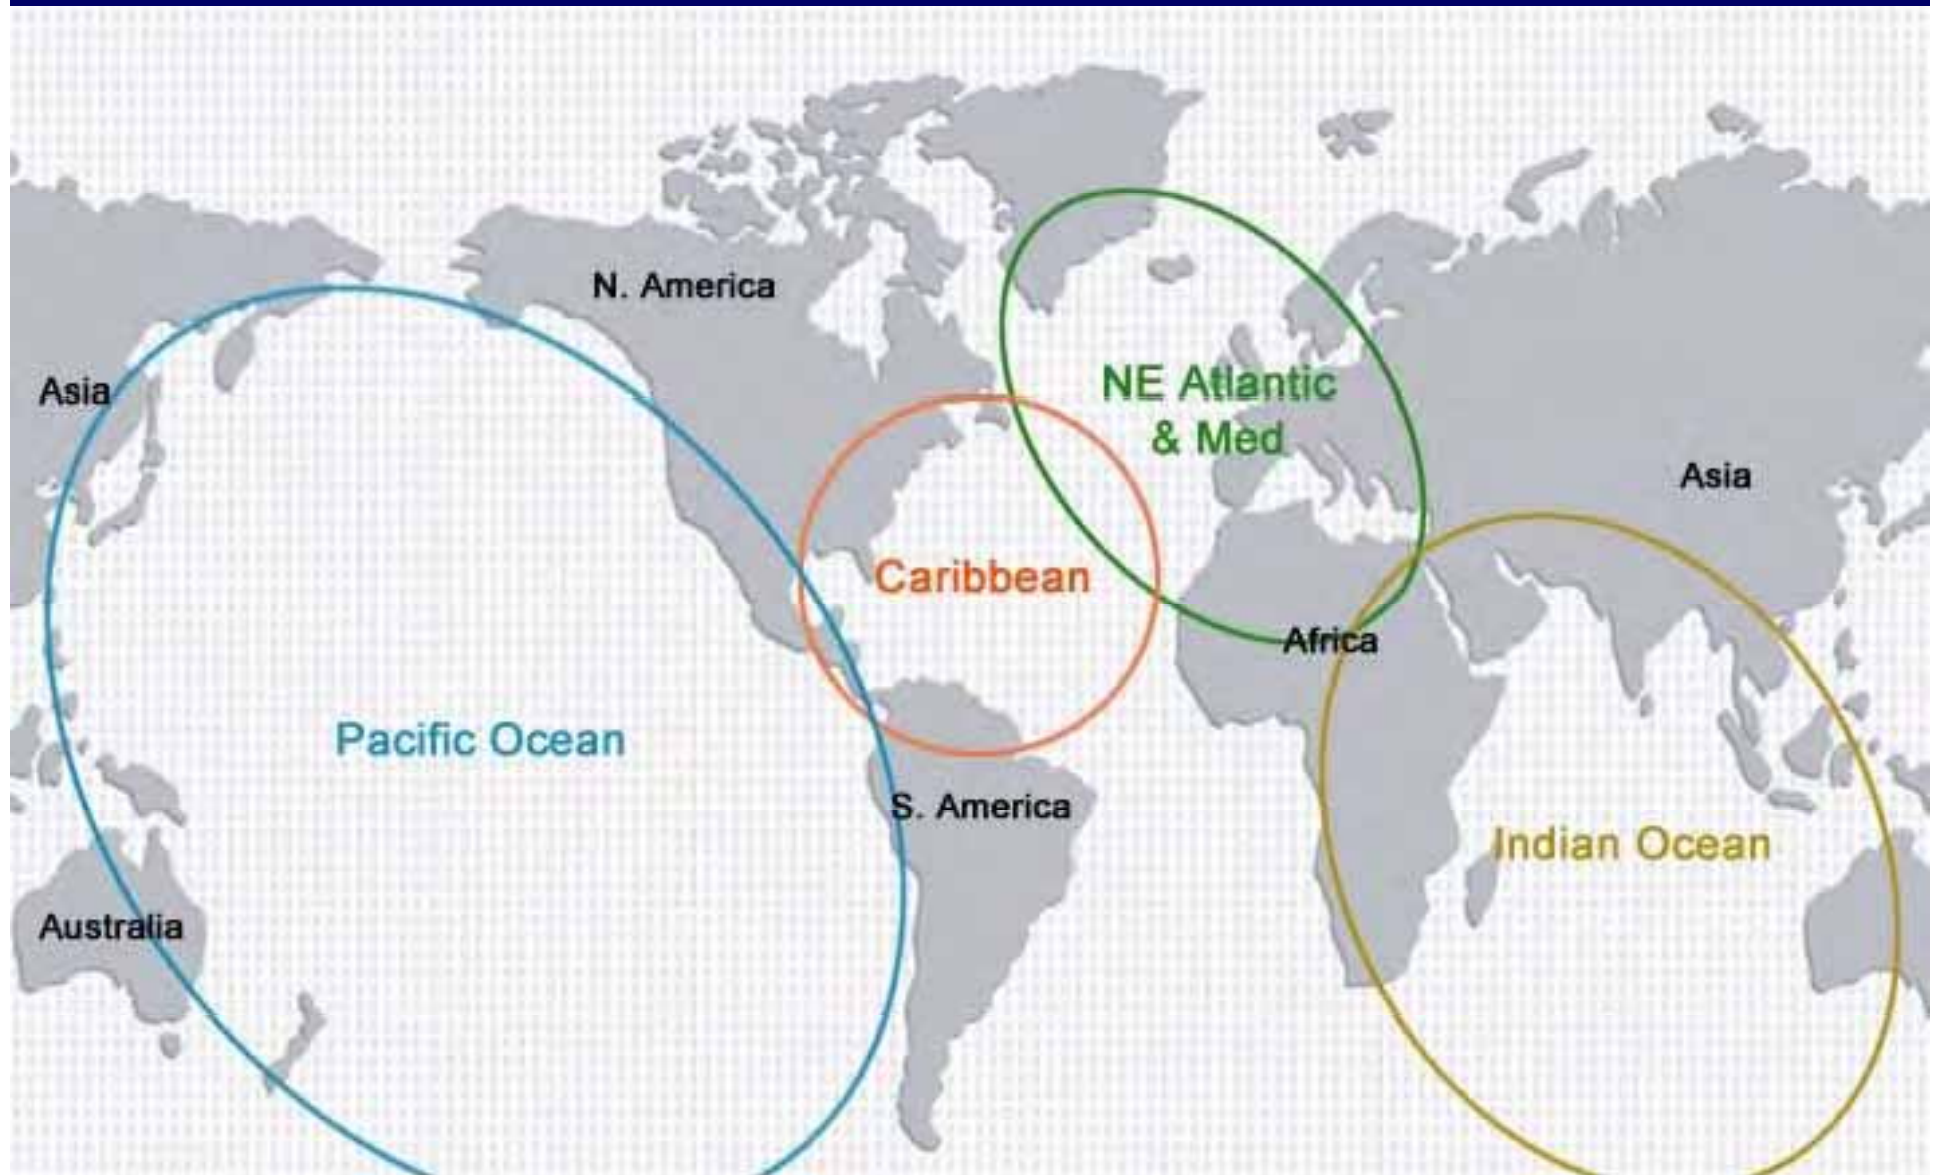 N. America
NE Atlantic
& Med
Asia
Asia
Caribbean
Africa
Pacific Ocean
S. America
Indian Ocean
Australia